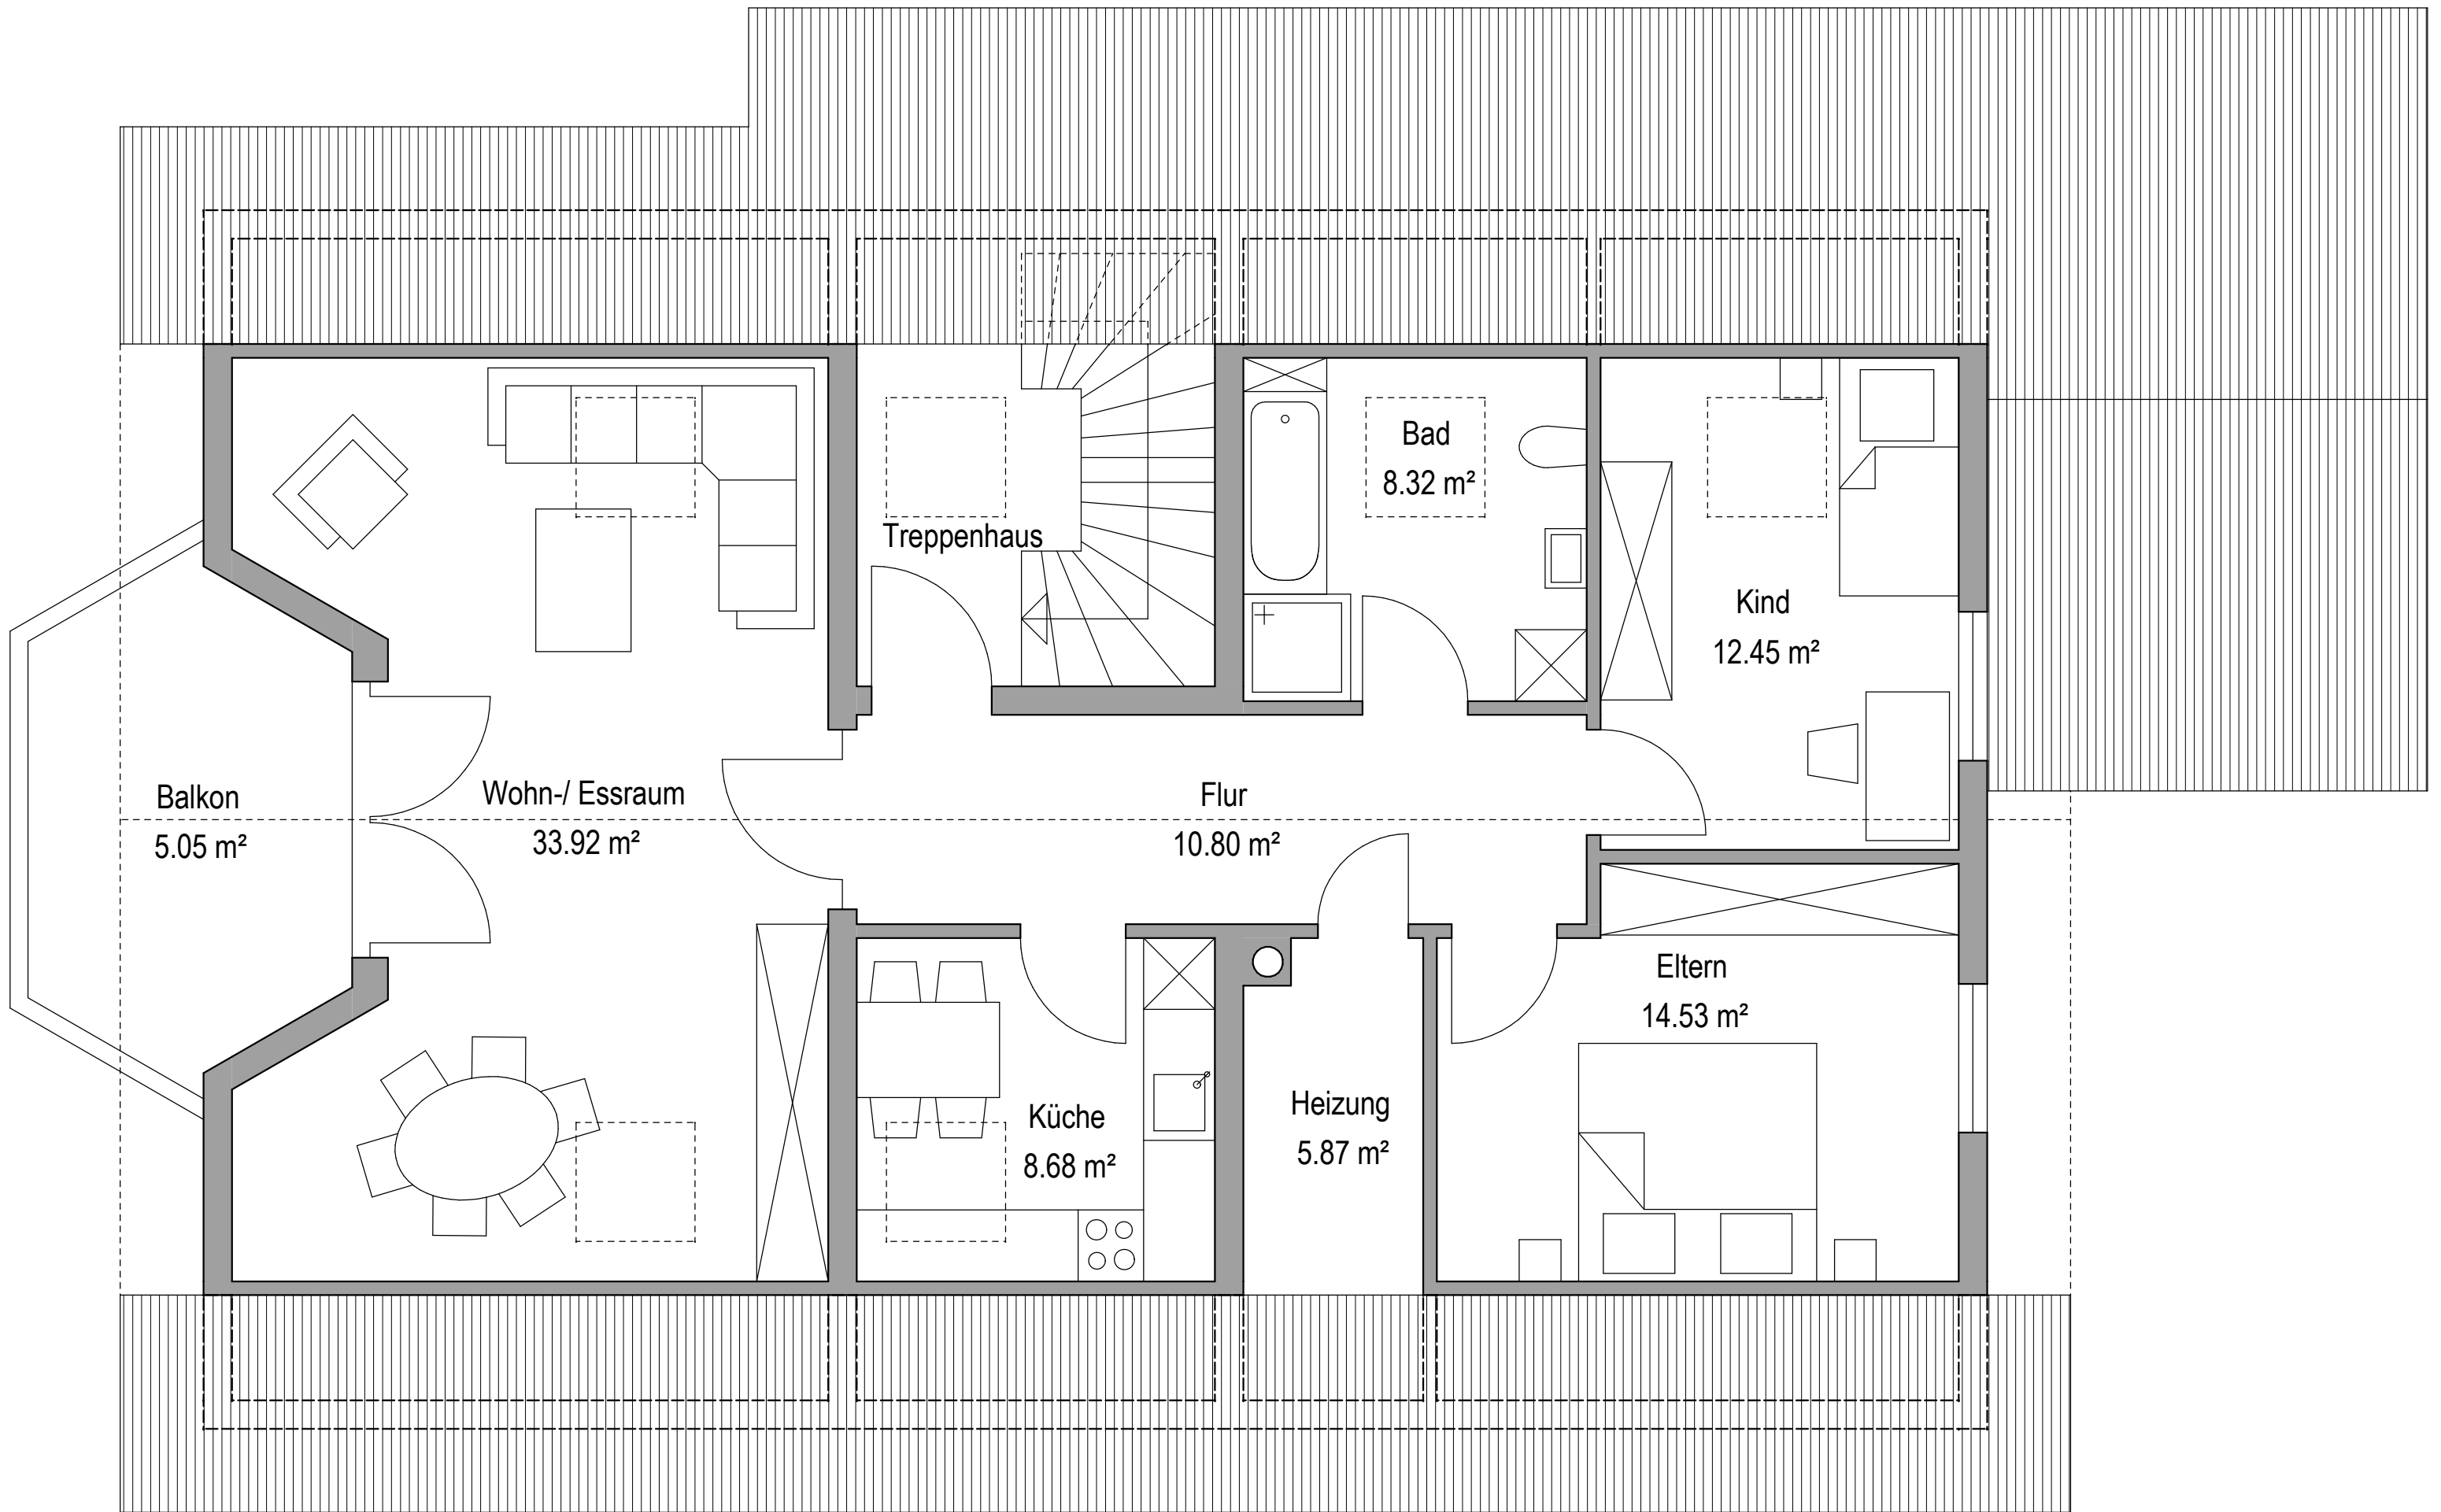 Bad
8.32 m²
Treppenhaus
Kind
12.45 m²
Balkon
5.05 m²
Wohn-/ Essraum
33.92 m²
Flur
10.80 m²
Eltern
14.53 m²
Küche
8.68 m²
Heizung
5.87 m²